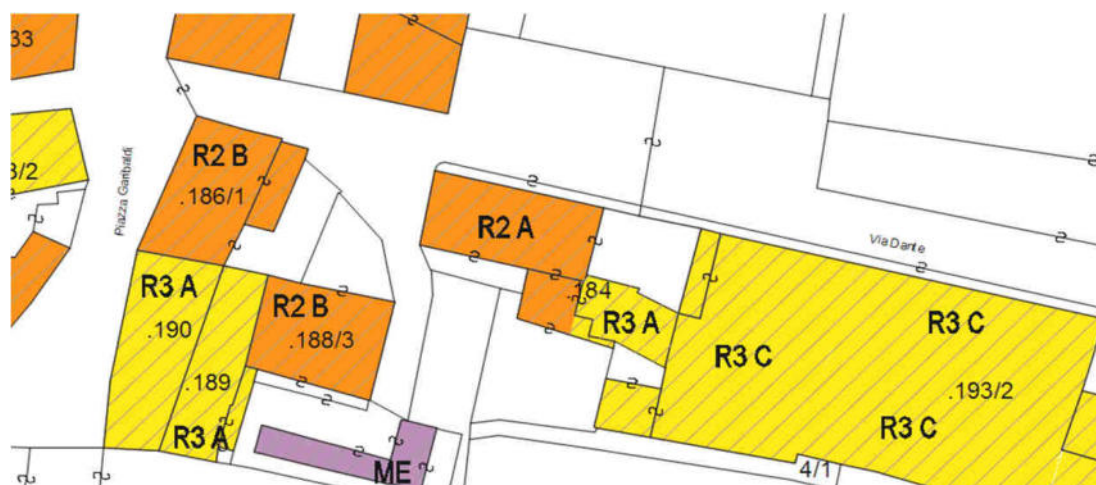 33
3/2
Piazza Garibaldi
R2 B
.186/1
R2 A
Via Dante
R3 A
.190
R2 B
.188/3
184
R3 A
R3 C
R3 C
.189
.193/2
R3 A
R3 C
ME
4/1